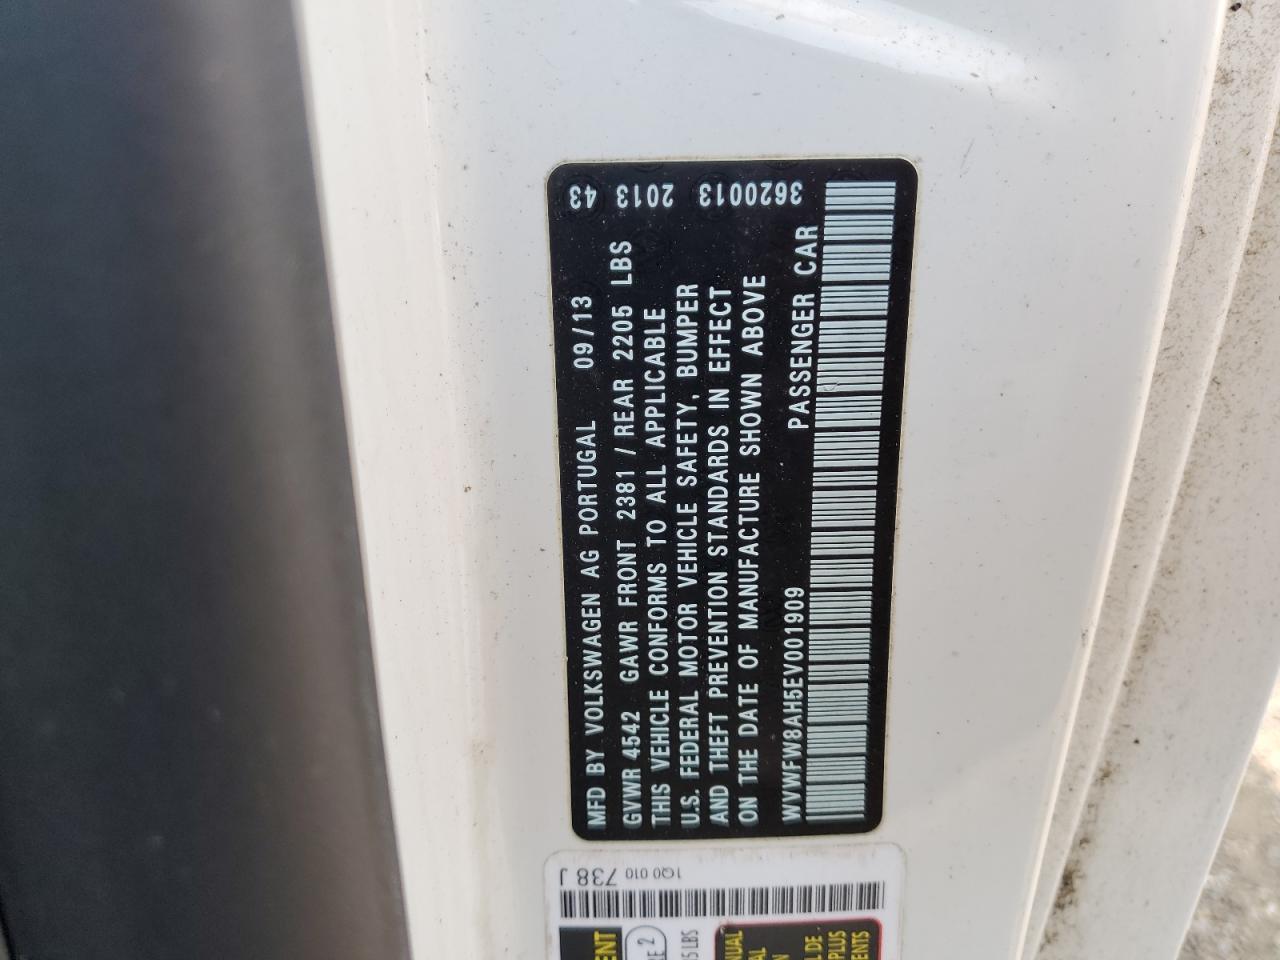 MFD BY VOLKSWAGEN AG PORTUGAL 09/13 43
GVWR 4542 GAWR FRONT 2381 / REAR 2205 LBS 2013
THIS VEHICLE CONFORMS TO ALL APPLICABLE
U.S. FEDERAL MOTOR VEHICLE SAFETY, BUMPER 3620013
AND THEFT PREVENTION STANDARDS IN EFFECT
ON THE DATE OF MANUFACTURE SHOWN ABOVE
WVWFW8AH5EV001909 PASSENGER CAR
1Q0 010 738 J